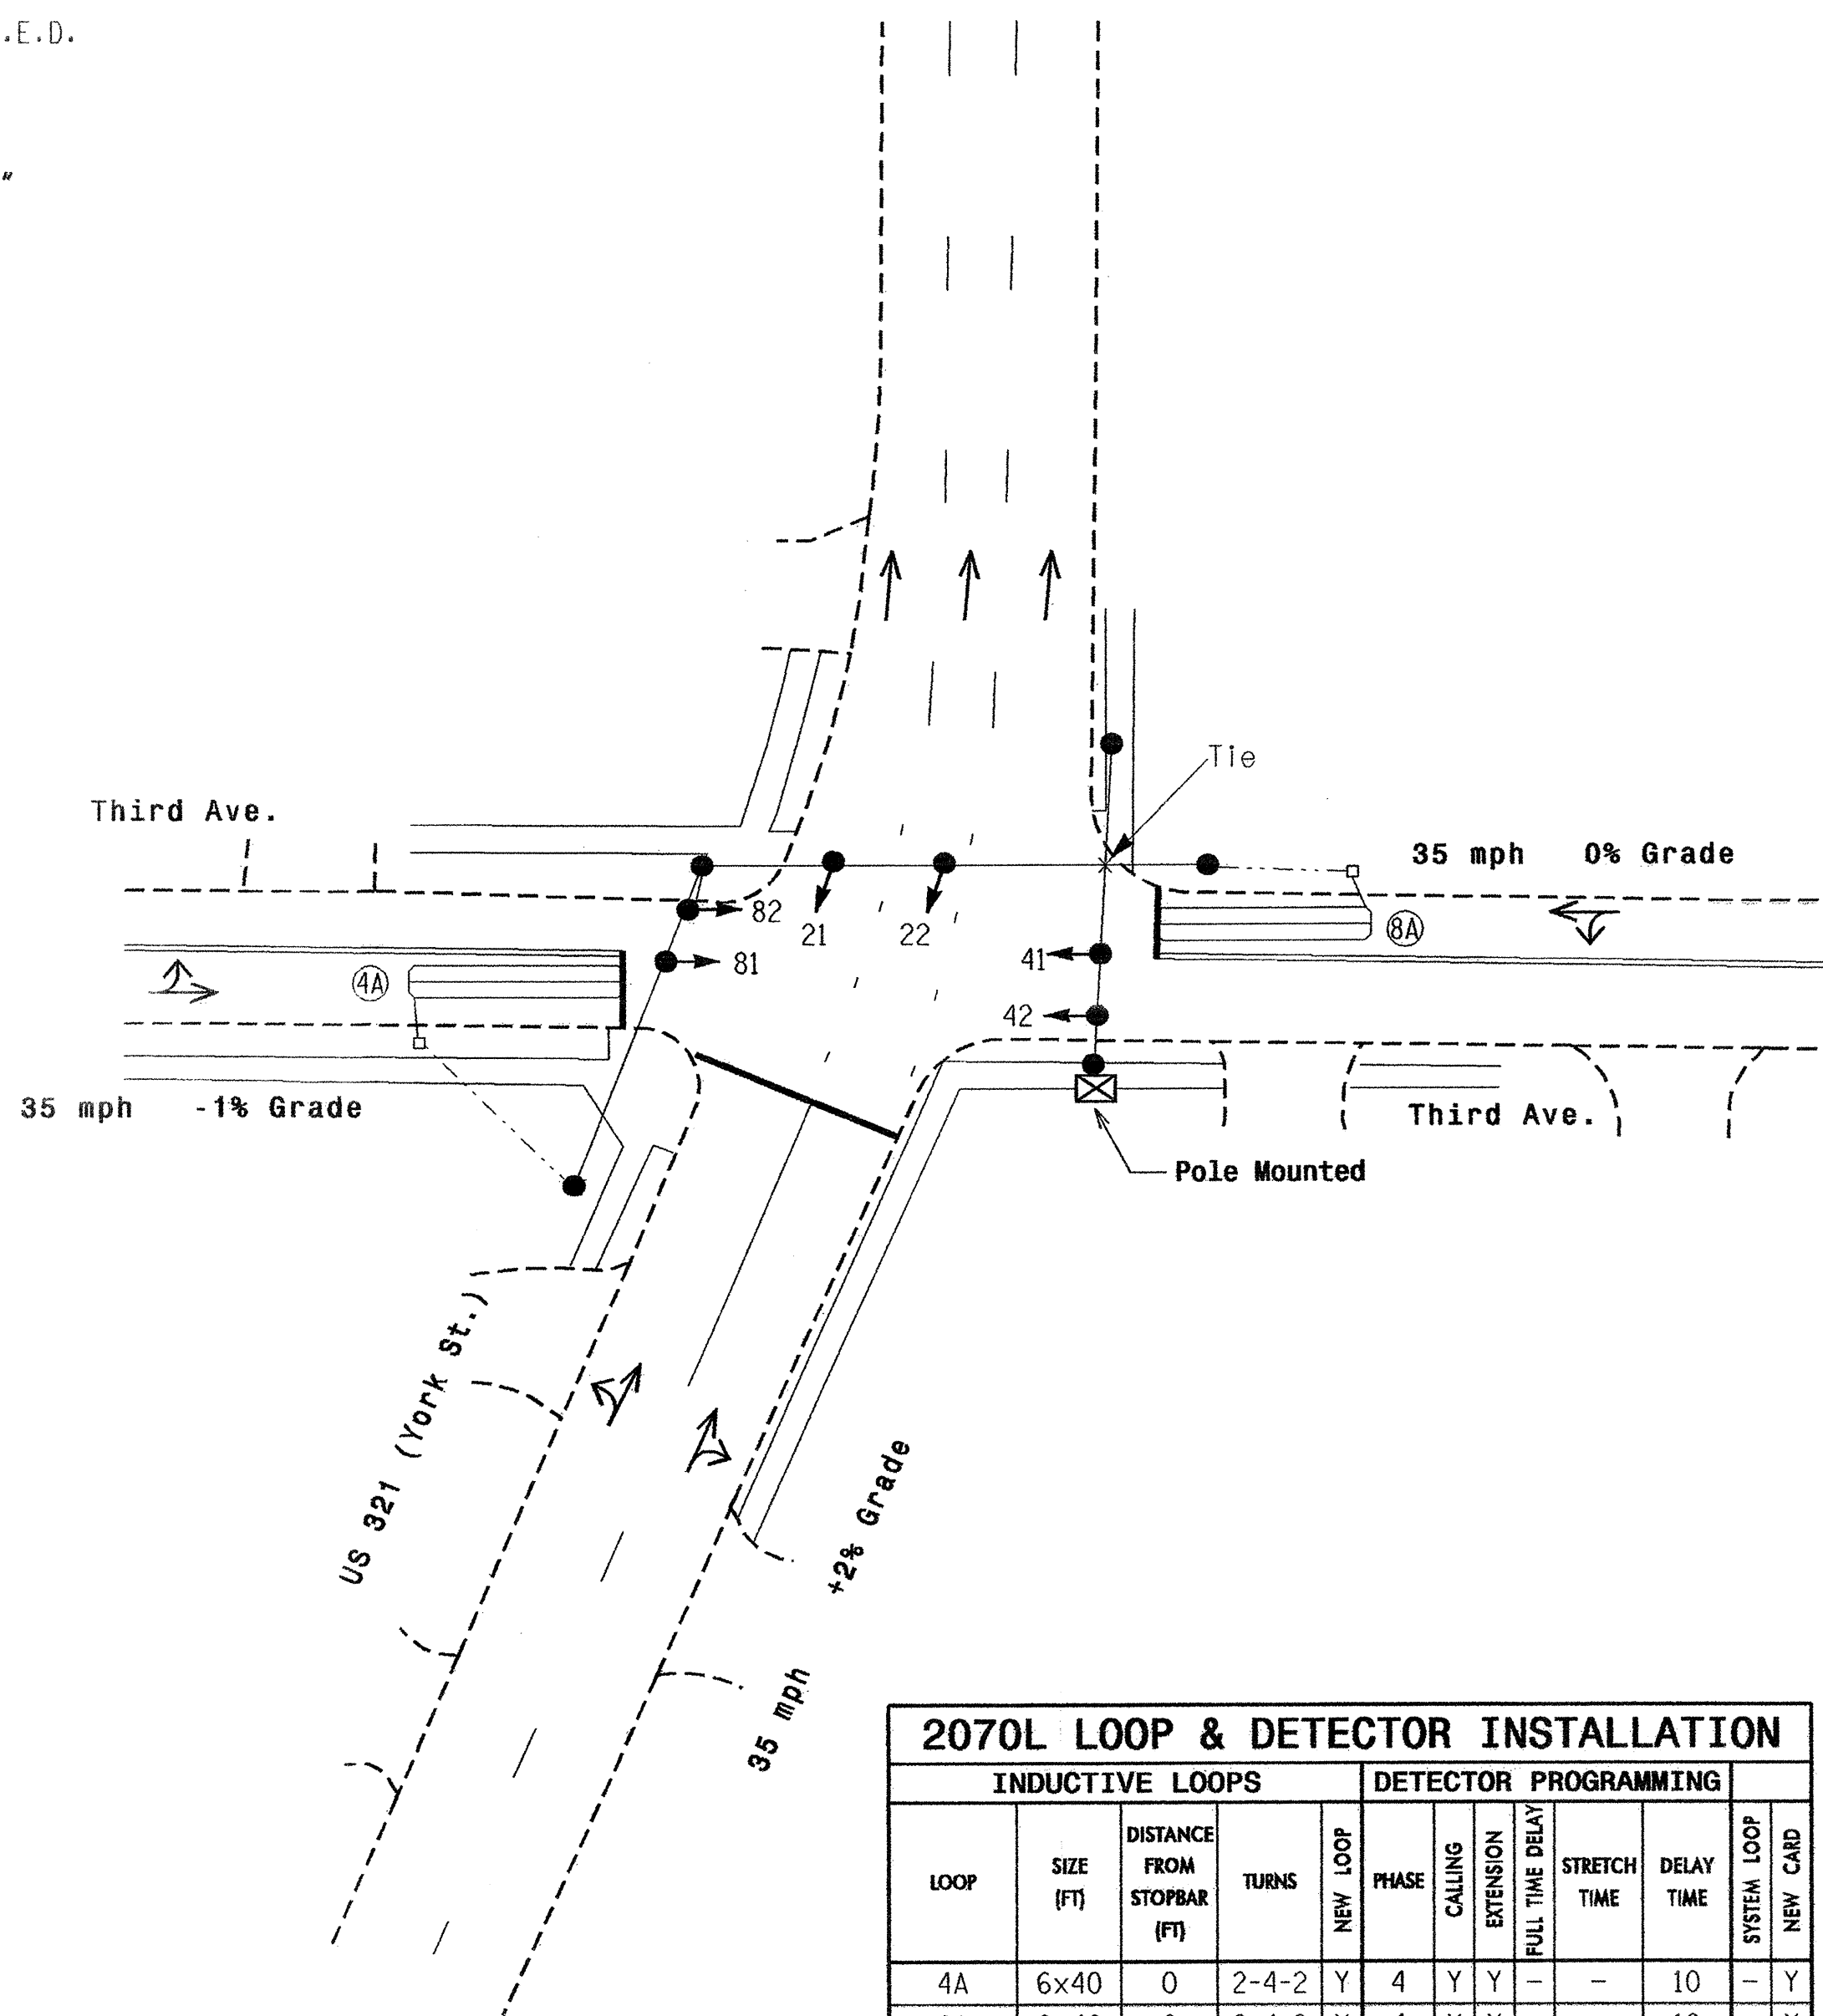 .E.D.
"
Tie
Third Ave.
35 mph 0% Grade
82
21
22
8A
81
41
4A
42
35 mph -1% Grade
Third Ave.
Pole Mounted
US 321 (York St.)
+2% Grade
35 mph
2070L LOOP & DETECTOR INSTALLATION
INDUCTIVE LOOPS DETECTOR PROGRAMMING
LOOP SIZE (FT) DISTANCE FROM STOPBAR (FT) TURNS NEW LOOP PHASE CALLING EXTENSION FULL TIME DELAY STRETCH TIME DELAY TIME SYSTEM LOOP NEW CARD
4A 6x40 0 2-4-2 Y 4 Y Y - - 10 - Y